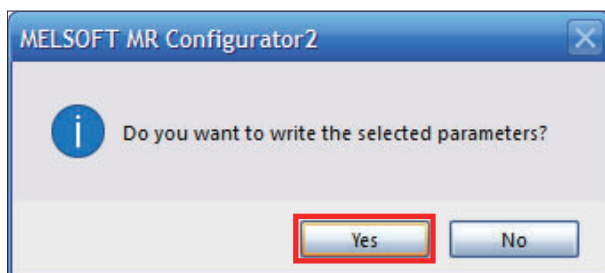 MELSOFT MR Configurator2
Do you want to write the selected parameters?
Yes No